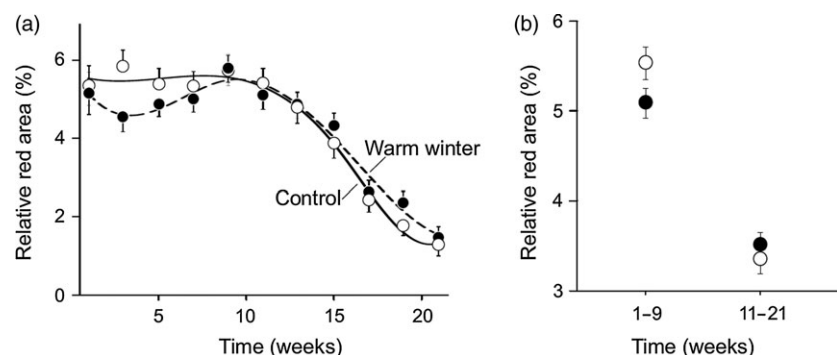 (a)
Relative red area (%)
6
4
2
0
Warm winter
Control
5
10
15
20
Time (weeks)
(b)
Relative red area (%)
6
5
4
3
1–9
11–21
Time (weeks)